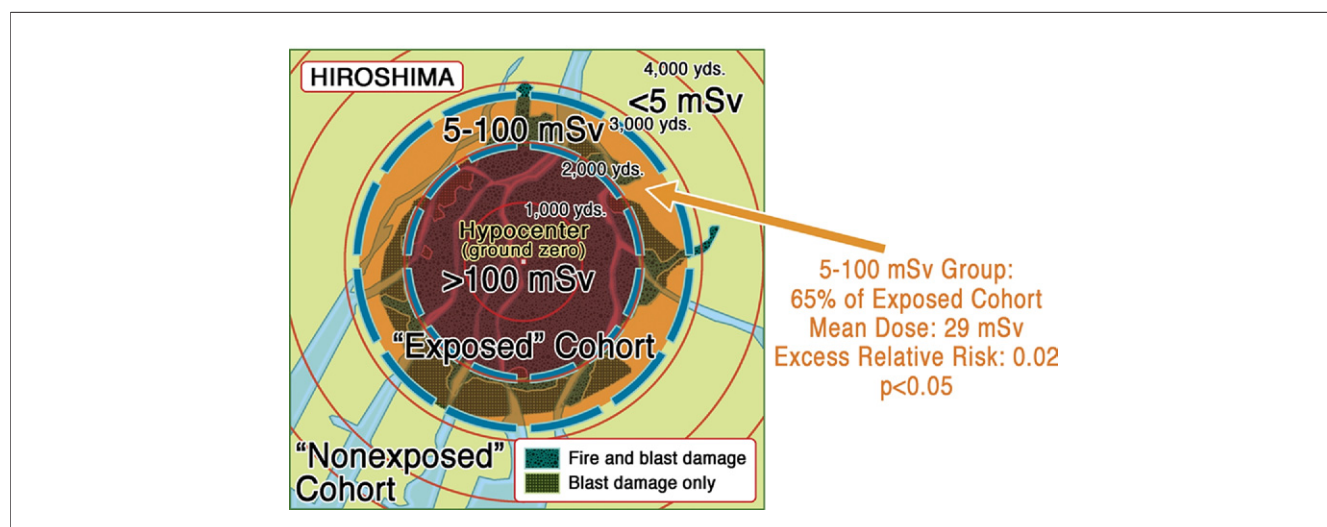 HIROSHIMA
4,000 yds.
<5 mSv
5-100 mSv
3,000 yds.
2,000 yds.
1,000 yds.
Hypocenter
(ground zero)
>100 mSv
"Exposed" Cohort
"Nonexposed"
Cohort
Fire and blast damage
Blast damage only
5-100 mSv Group:
65% of Exposed Cohort
Mean Dose: 29 mSv
Excess Relative Risk: 0.02
p<0.05